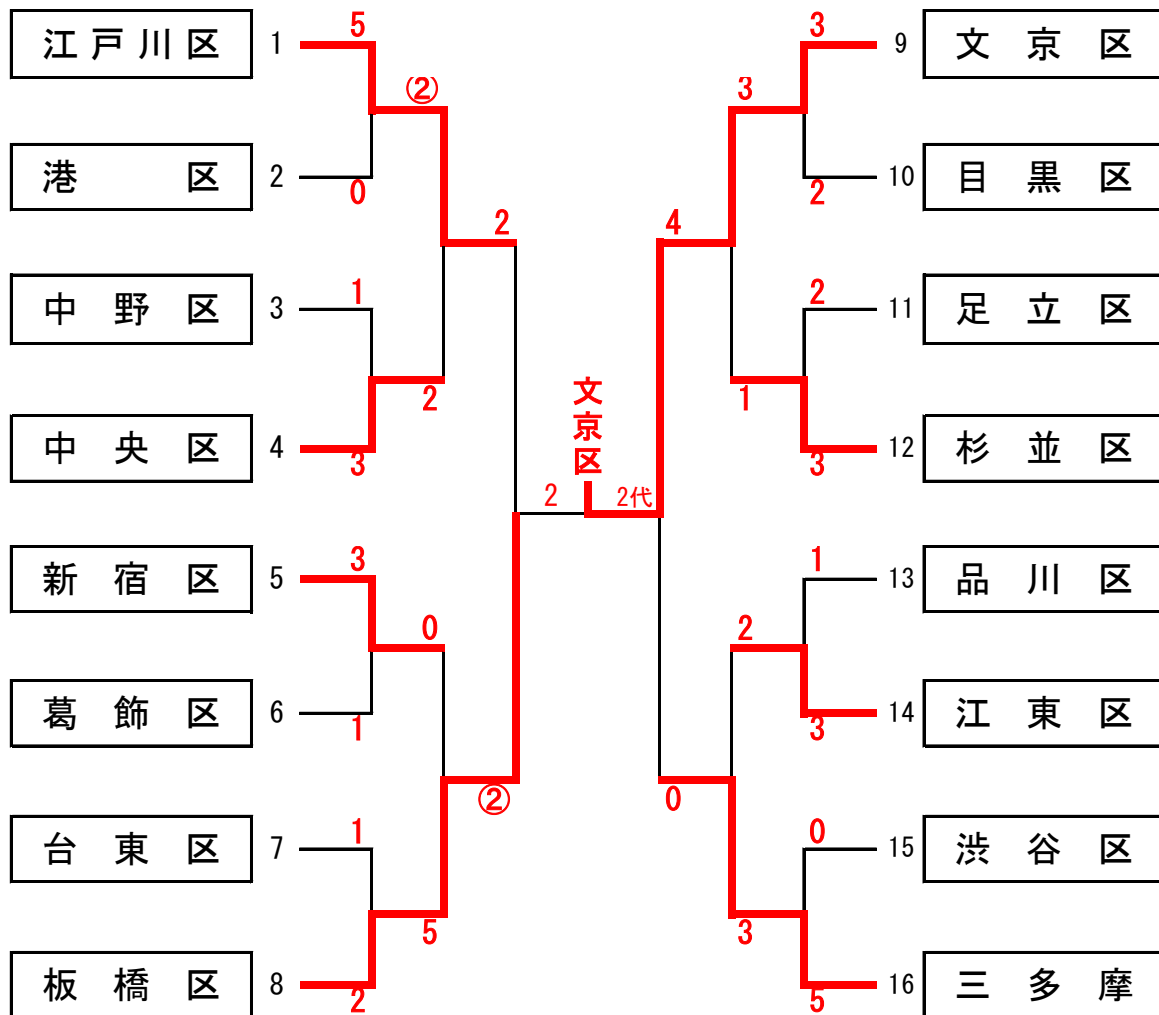 江戸川区 1 5
②
港 区 2 0
2
中野区 3 1
2
中央区 4 3
新宿区 5 3
0
葛飾区 6 1
②
台東区 7 1
5
板橋区 8 2
文京区
2 2代
3 9 文京区
3
2 10 目黒区
4
2 11 足立区
1
3 12 杉並区
1 13 品川区
2
3 14 江東区
0
0 15 渋谷区
3
5 16 三多摩